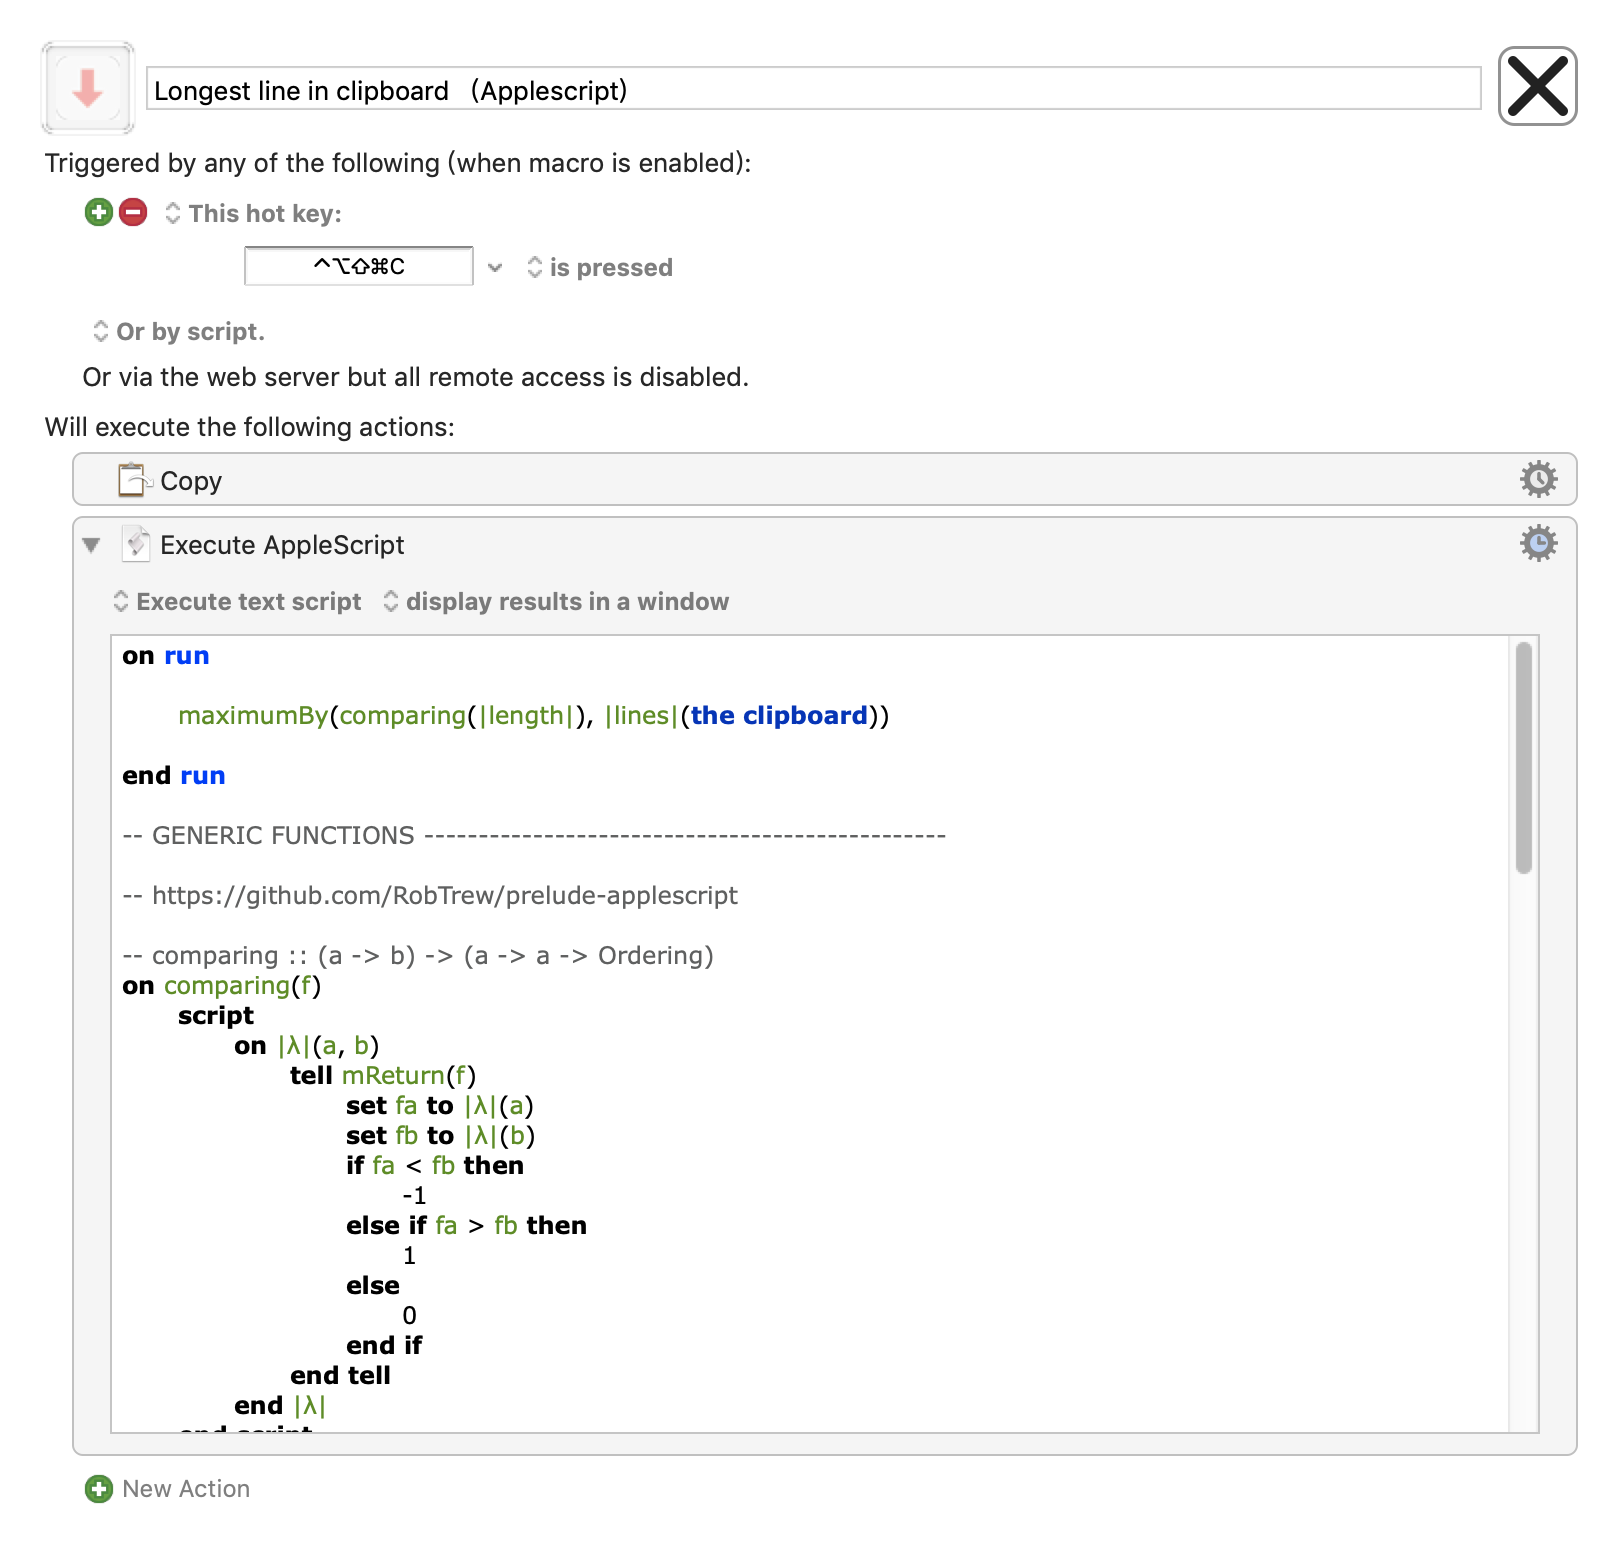 Longest line in clipboard   (Applescript)
Triggered by any of the following (when macro is enabled):
This hot key:
^⌥⇧⌘C is pressed
Or by script.
Or via the web server but all remote access is disabled.
Will execute the following actions:
Copy
Execute AppleScript
Execute text script display results in a window
on run
maximumBy(comparing(|length|), |lines|(the clipboard))
end run
-- GENERIC FUNCTIONS ------------------------------------------------
-- https://github.com/RobTrew/prelude-applescript
-- comparing :: (a -> b) -> (a -> a -> Ordering)
on comparing(f)
script
on |λ|(a, b)
tell mReturn(f)
set fa to |λ|(a)
set fb to |λ|(b)
if fa < fb then
-1
else if fa > fb then
1
else
0
end if
end tell
end |λ|
end script
New Action